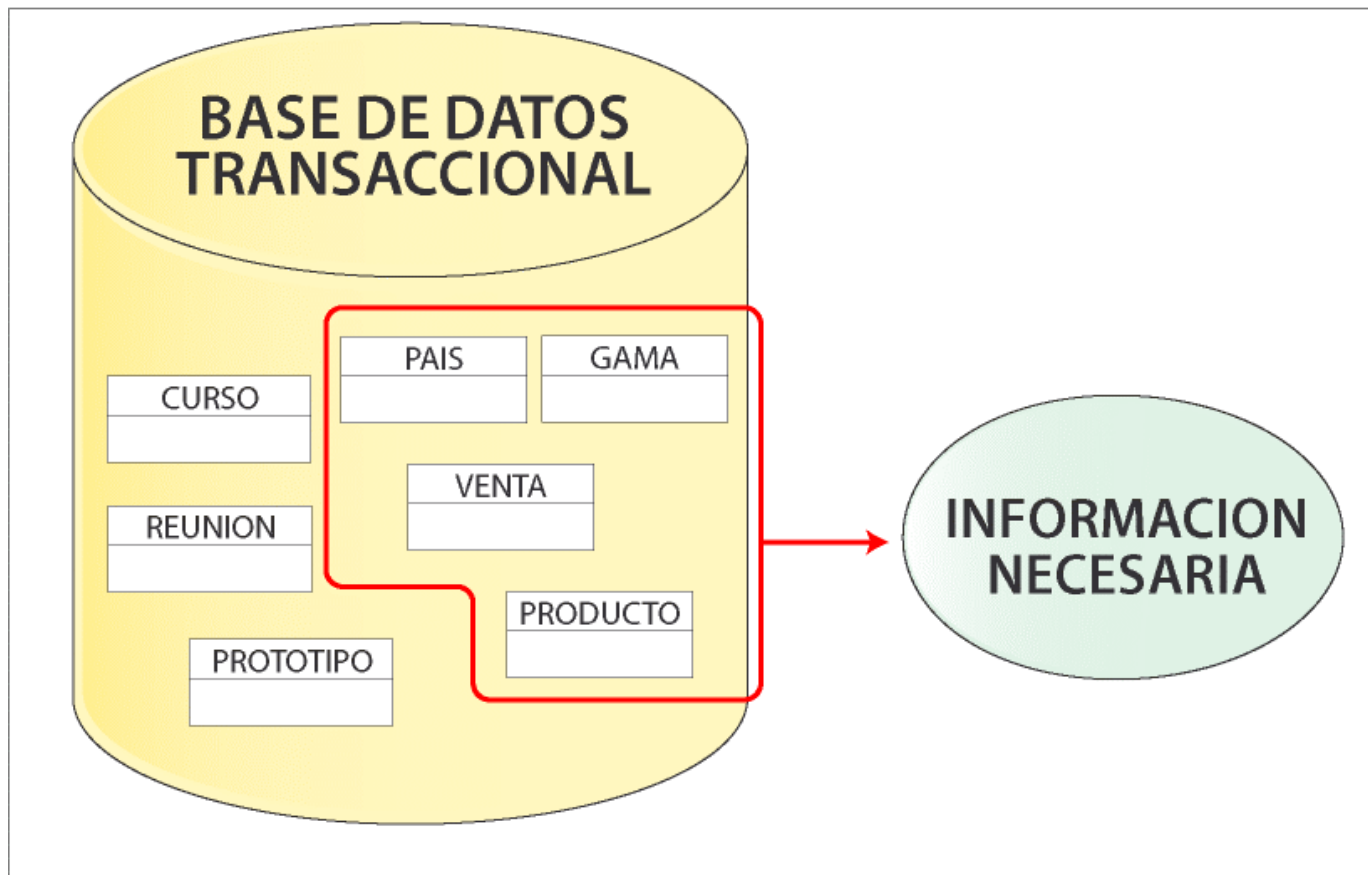 BASE DE DATOS
TRANSACCIONAL
PAIS
GAMA
CURSO
VENTA
REUNION
PRODUCTO
PROTOTIPO
INFORMACION
NECESARIA